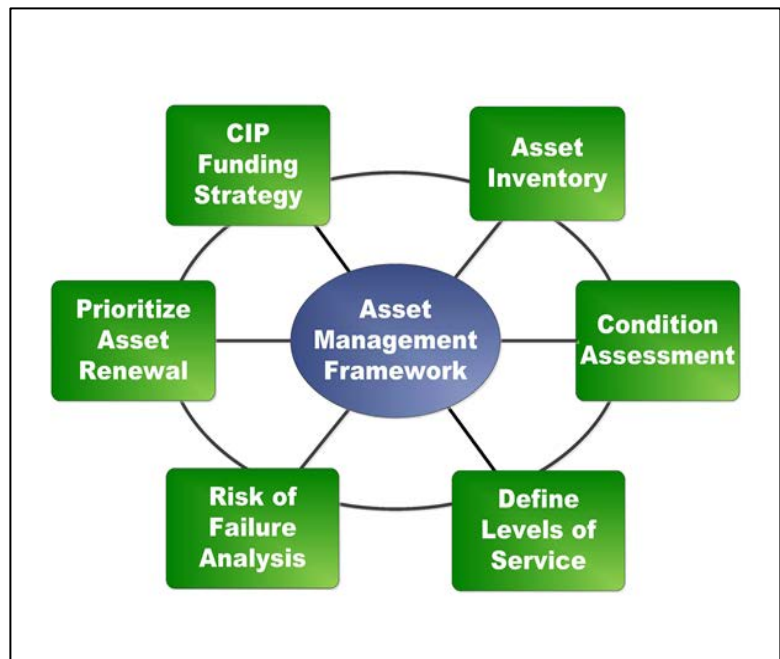 CIP
Funding
Strategy
Asset
Inventory
Prioritize
Asset
Renewal
Asset
Management
Framework
Condition
Assessment
Risk of
Failure
Analysis
Define
Levels of
Service